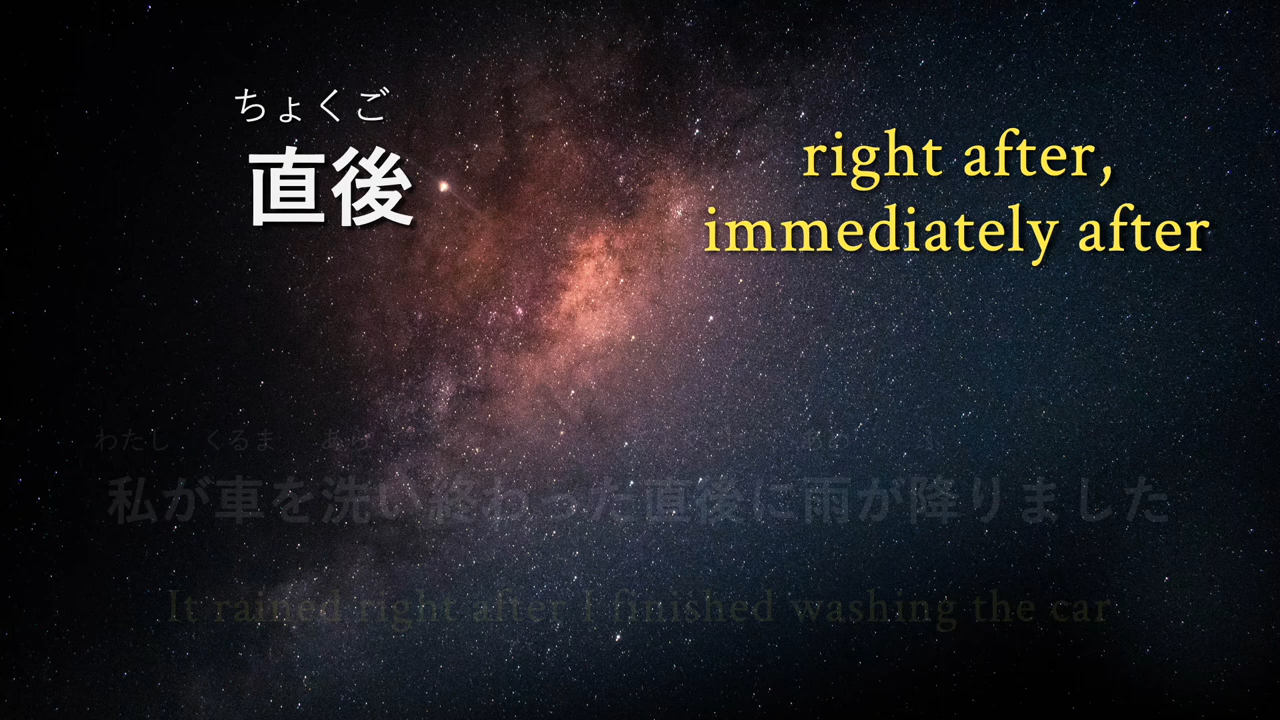 ちょくご
直後
right after,
immediately after
わたし くるま あら
私が車を洗い終わった直後に雨が降りました
It rained right after I finished washing the car